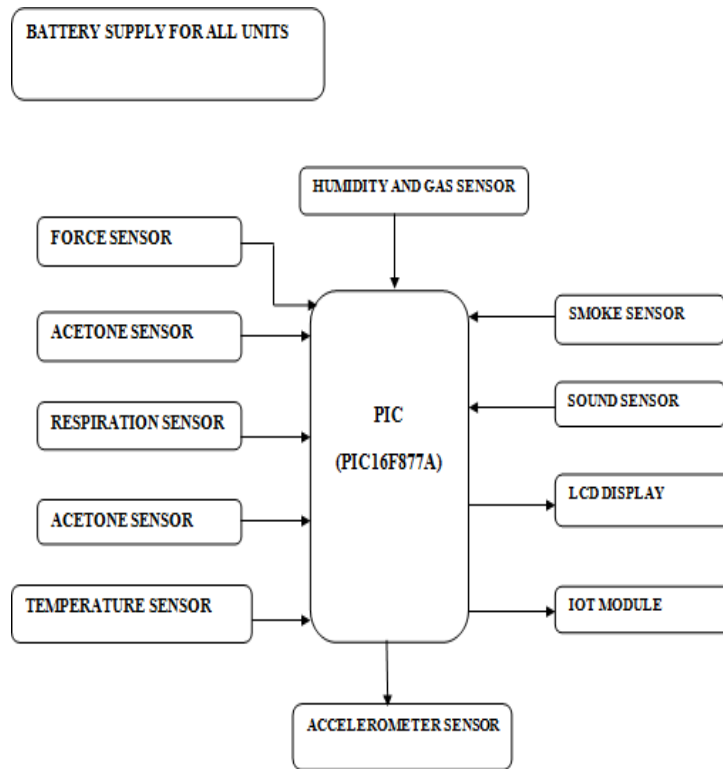 BATTERY SUPPLY FOR ALL UNITS
HUMIDITY AND GAS SENSOR
FORCE SENSOR
ACETONE SENSOR
RESPIRATION SENSOR
ACETONE SENSOR
TEMPERATURE SENSOR
PIC
(PIC16F877A)
SMOKE SENSOR
SOUND SENSOR
LCD DISPLAY
IOT MODULE
ACCELEROMETER SENSOR